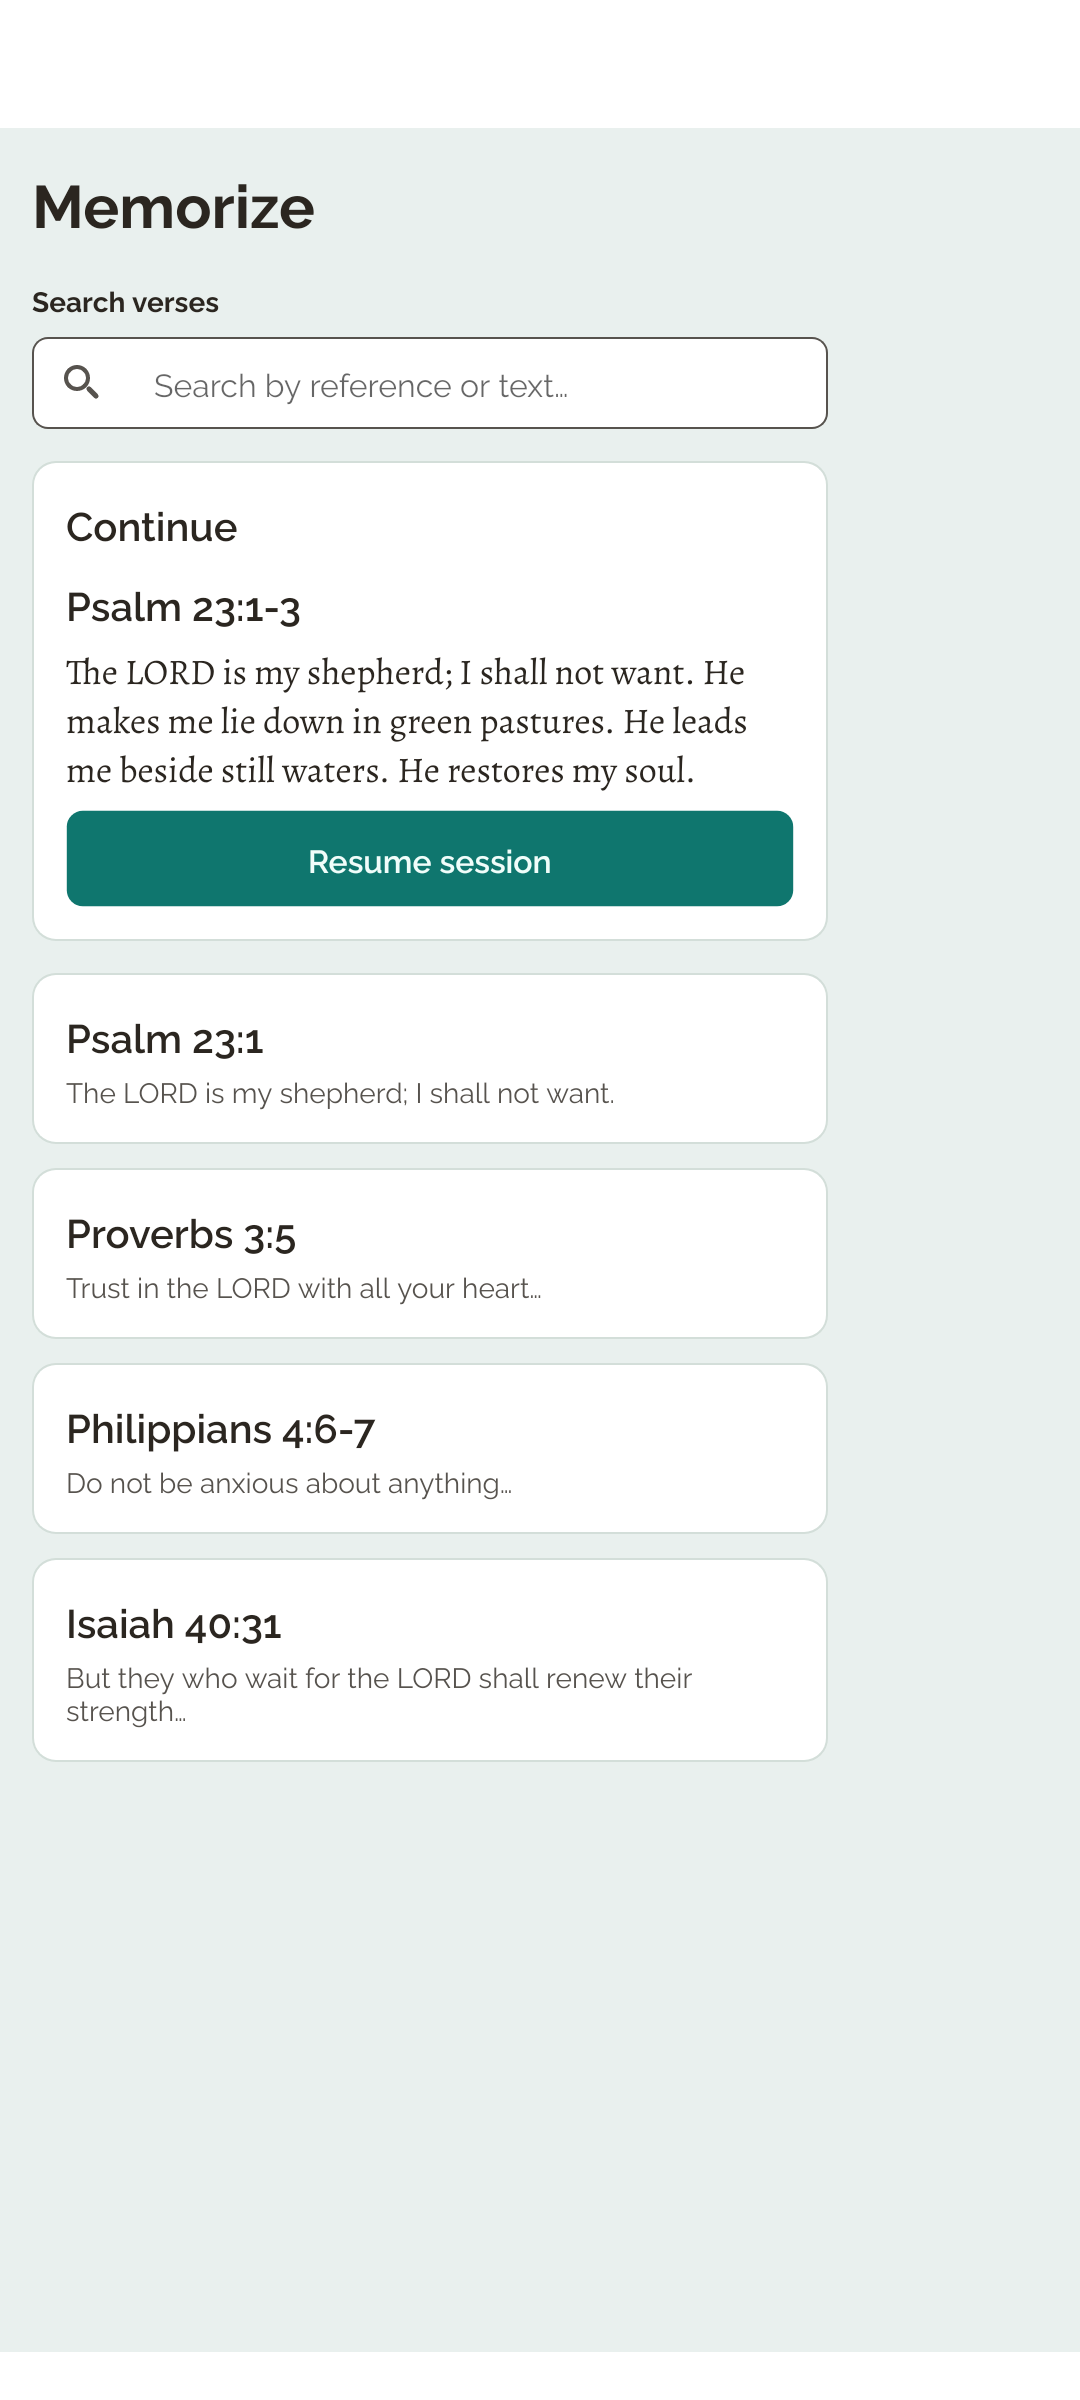 Memorize
Search verses
Search by reference or text…
Continue
Psalm 23:1-3
The LORD is my shepherd; I shall not want. He
makes me lie down in green pastures. He leads
me beside still waters. He restores my soul.
Resume session
Psalm 23:1
The LORD is my shepherd; I shall not want.
Proverbs 3:5
Trust in the LORD with all your heart…
Philippians 4:6-7
Do not be anxious about anything…
Isaiah 40:31
But they who wait for the LORD shall renew their
strength…